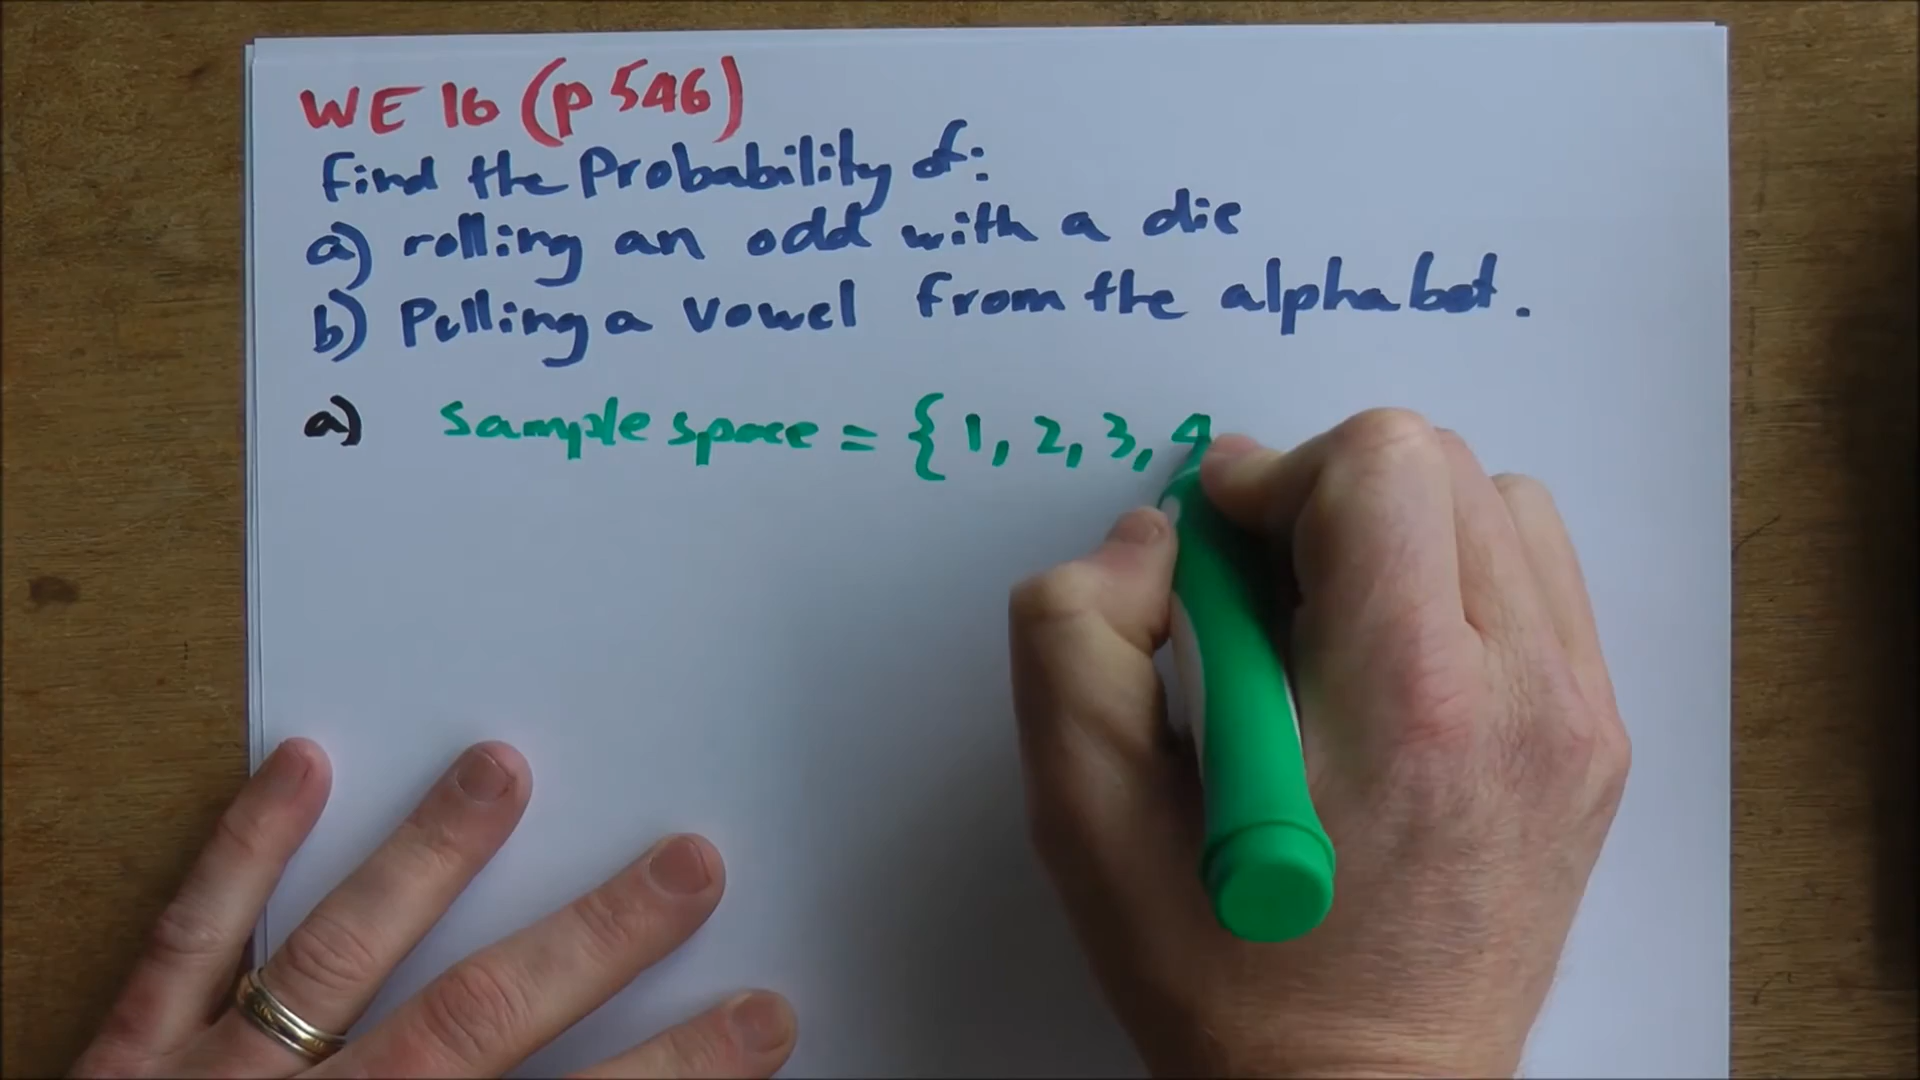 WE 16 (p 546)
Find the Probability of:
a) rolling an odd with a die
b) Pulling a vowel from the alphabet.
a) Sample space = { 1, 2, 3, 4